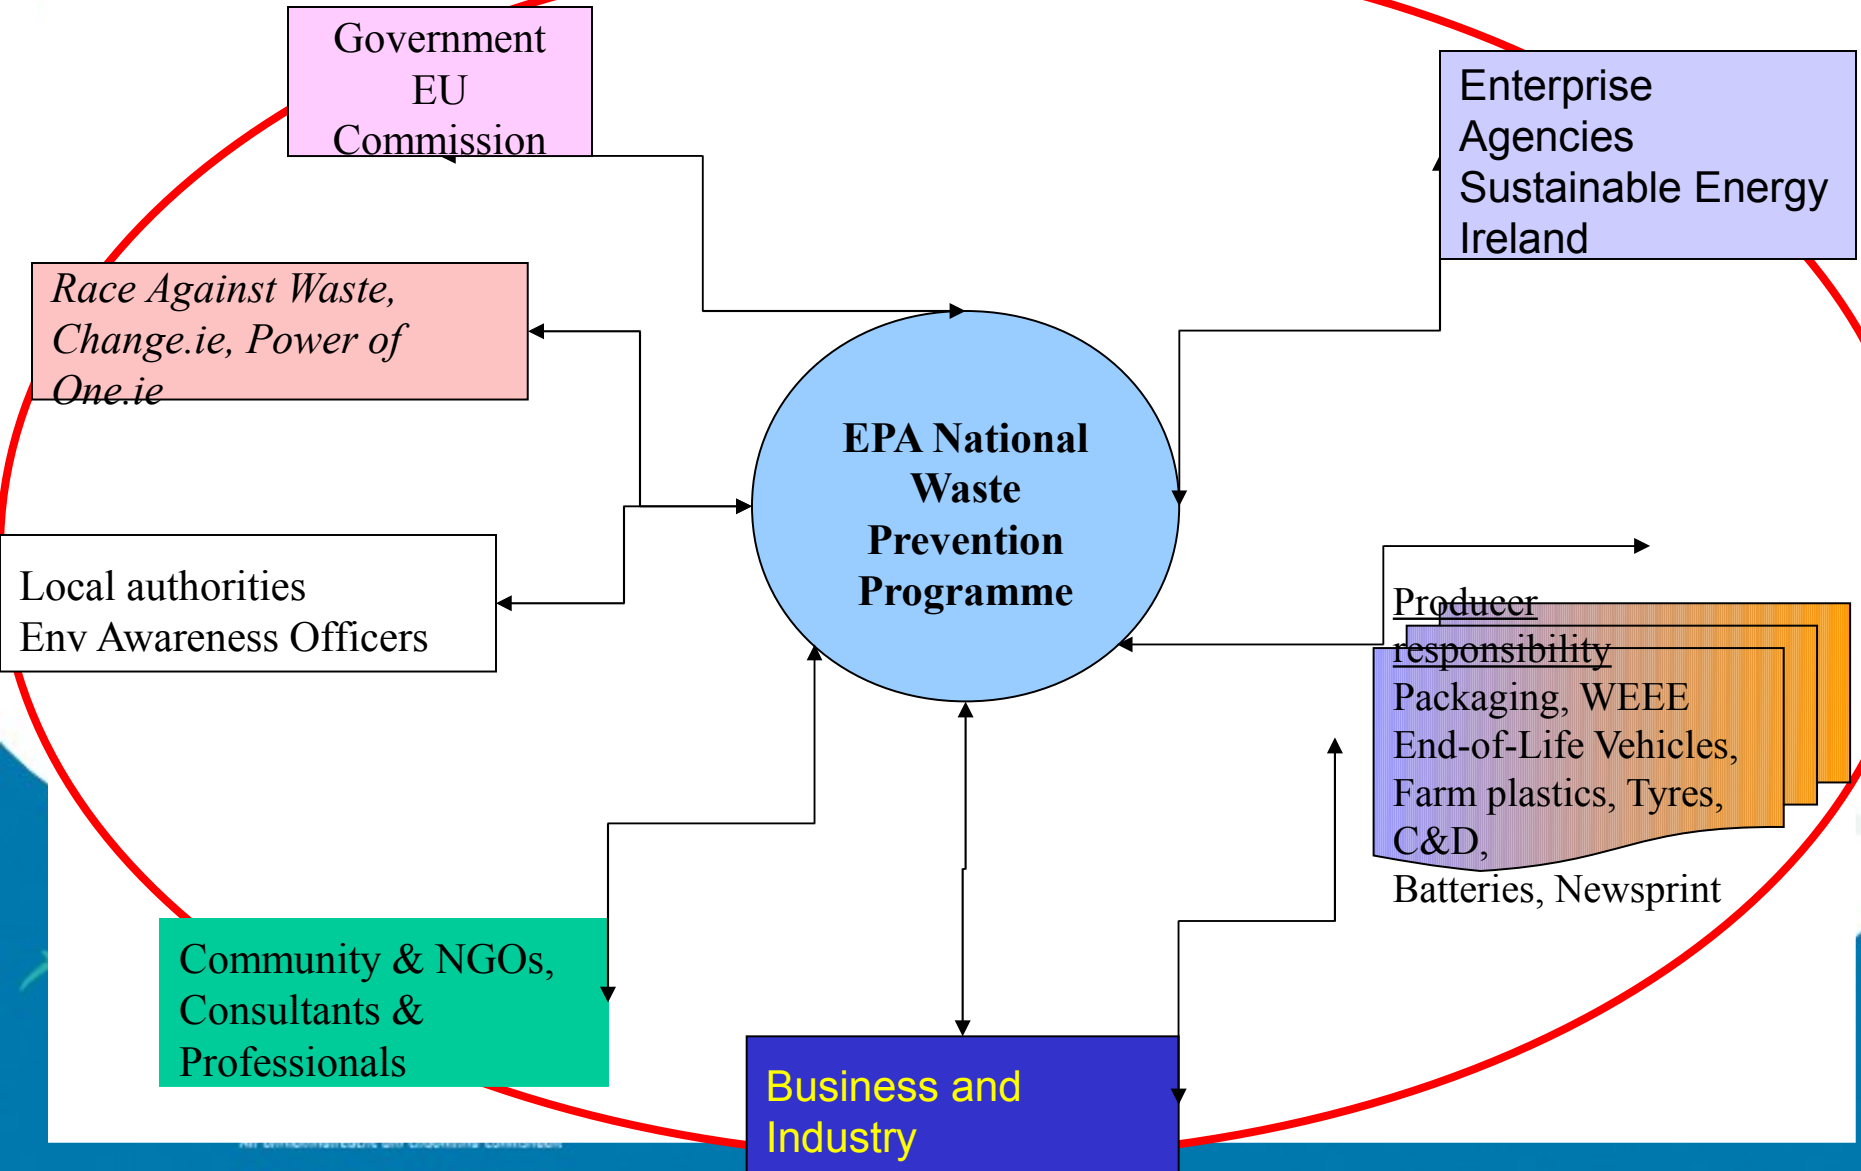 Government
EU
Commission
Enterprise
Agencies
Sustainable Energy
Ireland
Race Against Waste,
Change.ie, Power of
One.ie
EPA National
Waste
Prevention
Programme
Local authorities
Env Awareness Officers
Producer
responsibility
Packaging, WEEE
End-of-Life Vehicles,
Farm plastics, Tyres,
C&D,
Batteries, Newsprint
Community & NGOs,
Consultants &
Professionals
Business and
Industry